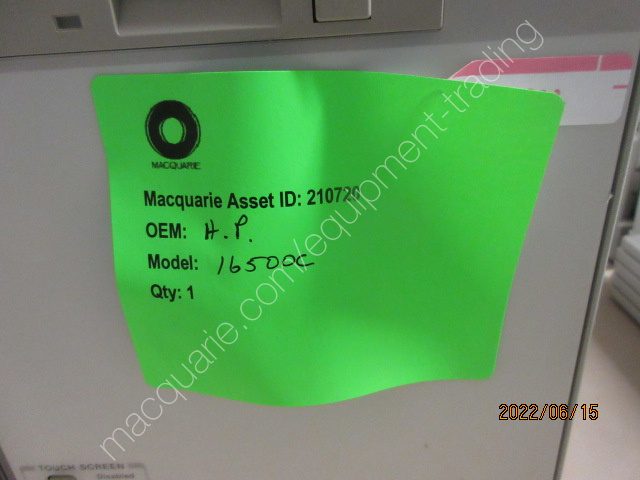 MACQUARIE
Macquarie Asset ID: 210720
OEM: H.P.
Model: 16500C
Qty: 1
macquarie.com/equipment-trading
2022/06/15
TOUCH SCREEN
Disabled